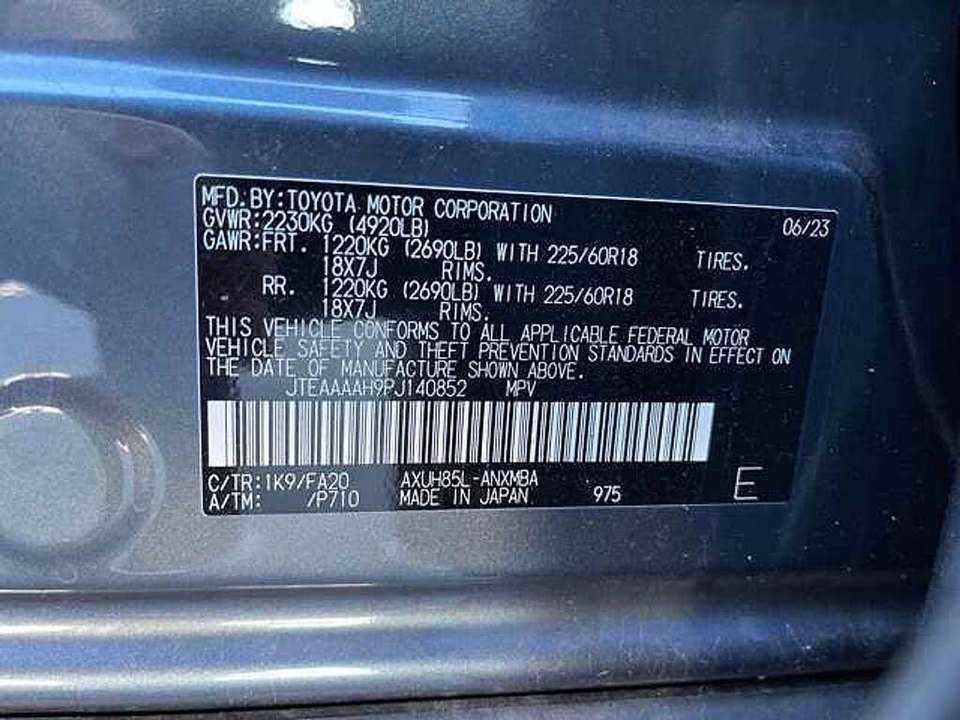 MFD.BY:TOYOTA MOTOR CORPORATION 06/23
GVWR:2230KG (4920LB)
GAWR:FRT. 1220KG (2690LB) WITH 225/60R18 TIRES.
18X7J RIMS.
RR. 1220KG (2690LB) WITH 225/60R18 TIRES.
18X7J RIMS.
THIS VEHICLE CONFORMS TO ALL APPLICABLE FEDERAL MOTOR
VEHICLE SAFETY AND THEFT PREVENTION STANDARDS IN EFFECT ON
THE DATE OF MANUFACTURE SHOWN ABOVE.
JTEAAAAH9PJ140852 MPV
C/TR:1K9/FA20 AXUH85L-ANXMBA
A/TM: /P710 MADE IN JAPAN 975 E